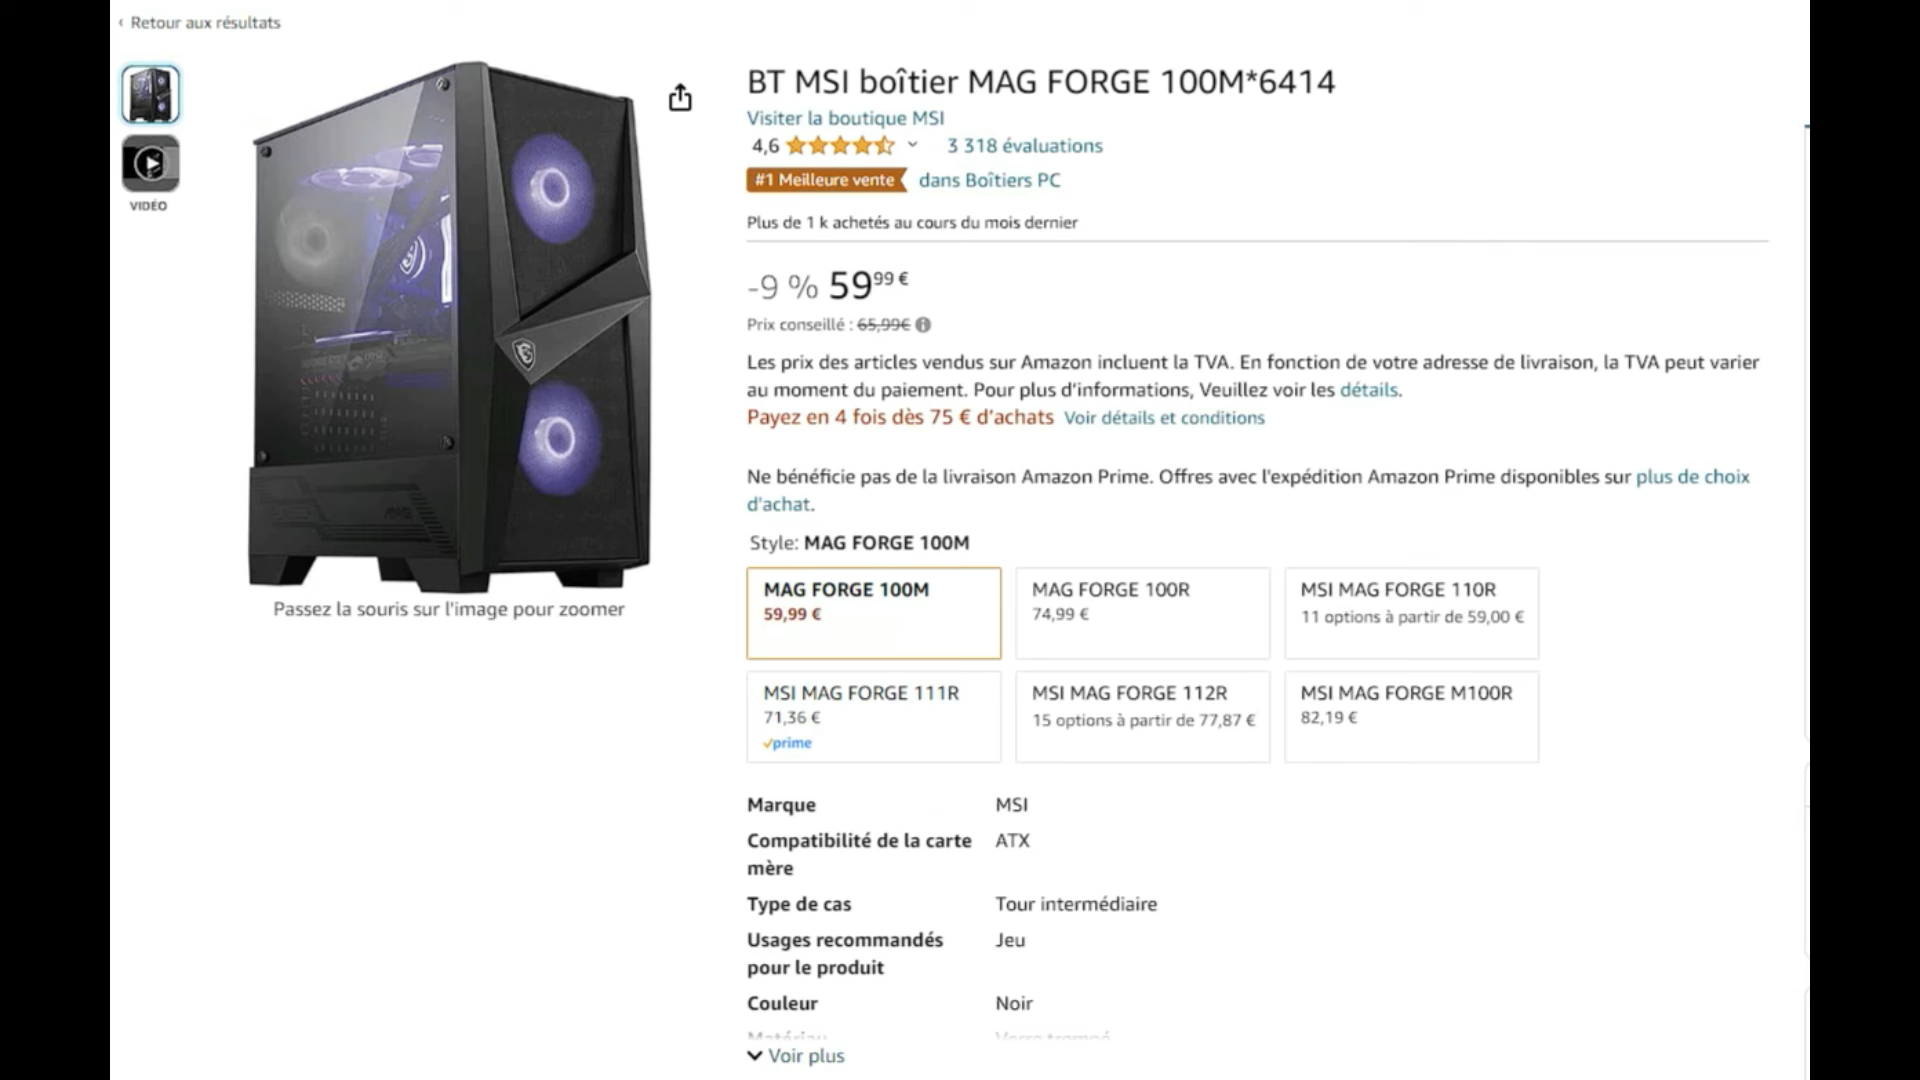 ‹ Retour aux résultats
VIDÉO
Passez la souris sur l'image pour zoomer
BT MSI boîtier MAG FORGE 100M*6414
Visiter la boutique MSI
4,6 3 318 évaluations
#1 Meilleure vente dans Boîtiers PC
Plus de 1 k achetés au cours du mois dernier
-9 % 59,99 €
Prix conseillé : 65,99€
Les prix des articles vendus sur Amazon incluent la TVA. En fonction de votre adresse de livraison, la TVA peut varier
au moment du paiement. Pour plus d'informations, Veuillez voir les détails.
Payez en 4 fois dès 75 € d'achats Voir détails et conditions
Ne bénéficie pas de la livraison Amazon Prime. Offres avec l'expédition Amazon Prime disponibles sur plus de choix
d'achat.
Style: MAG FORGE 100M
MAG FORGE 100M
59,99 €
MAG FORGE 100R
74,99 €
MSI MAG FORGE 110R
11 options à partir de 59,00 €
MSI MAG FORGE 111R
71,36 €
prime
MSI MAG FORGE 112R
15 options à partir de 77,87 €
MSI MAG FORGE M100R
82,19 €
Marque MSI
Compatibilité de la carte ATX
mère
Type de cas Tour intermédiaire
Usages recommandés Jeu
pour le produit
Couleur Noir
Matériau Verre trempé
Voir plus